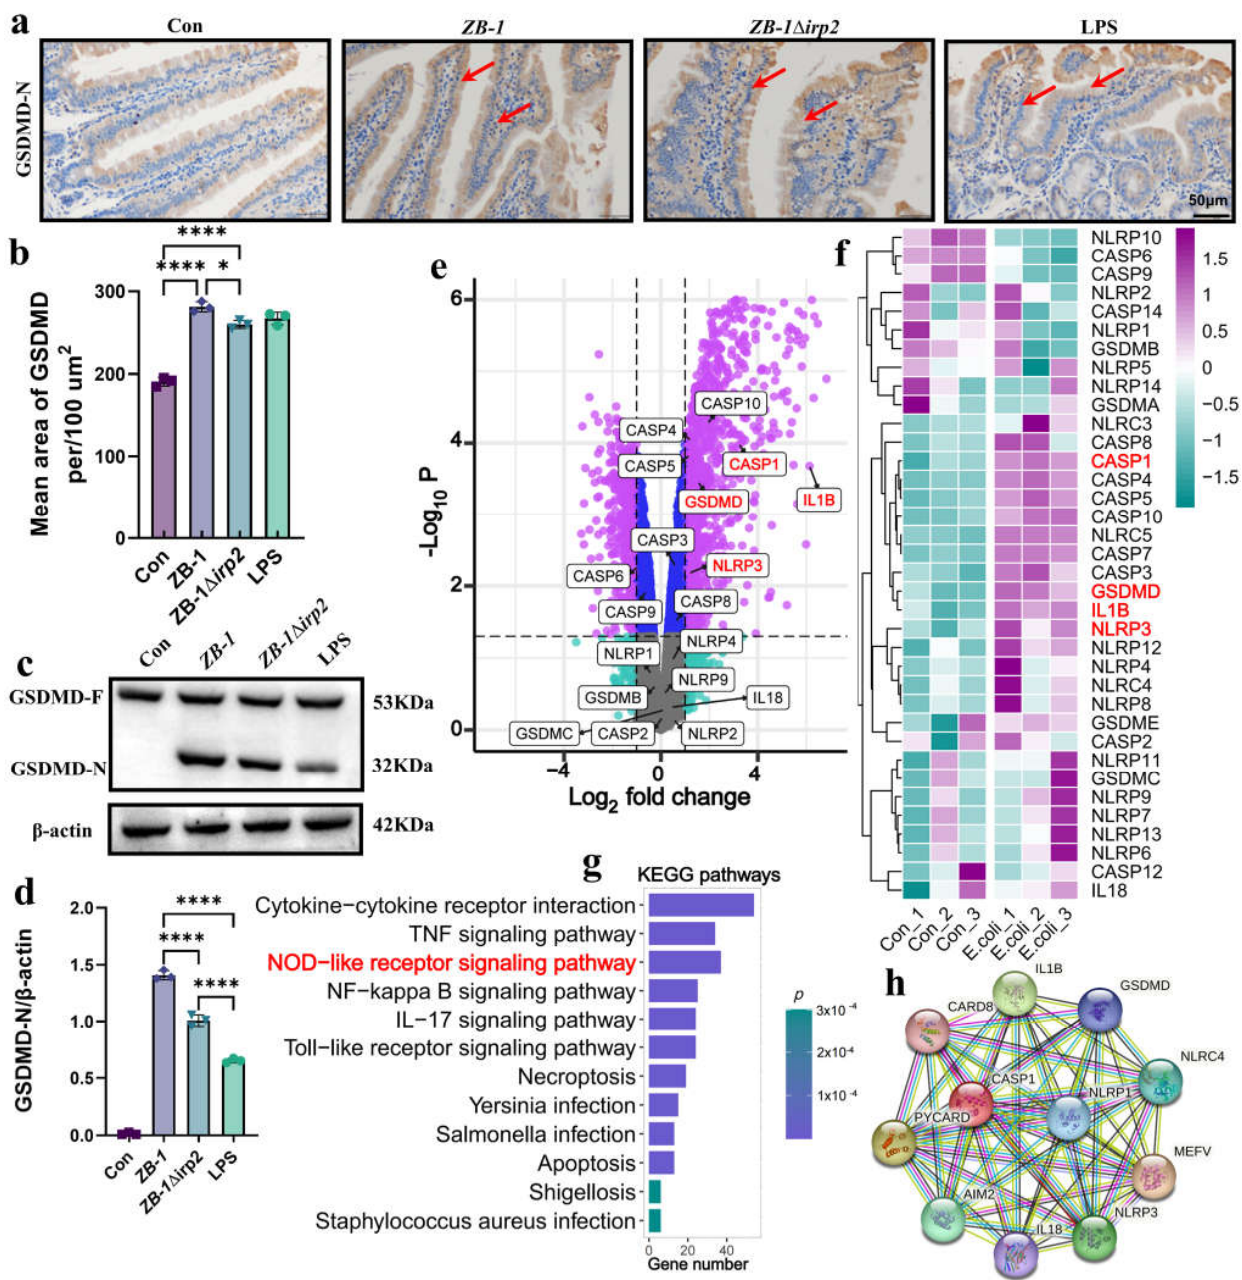 a
Con
ZB-1
ZB-1Δirp2
LPS
GSDMD-N
50μm
b
****
**** *
Mean area of GSDMD
per/100 um²
300
200
100
0
Con
ZB-1
ZB-1Δirp2
LPS
c
Con
ZB-1
ZB-1Δirp2
LPS
GSDMD-F
53KDa
GSDMD-N
32KDa
β-actin
42KDa
d
****
****
****
GSDMD-N/β-actin
2.0
1.5
1.0
0.5
0.0
Con
ZB-1
ZB-1Δirp2
LPS
e
-Log10 P
6
4
2
0
CASP10
CASP4
CASP5
CASP1
GSDMD
IL1B
CASP3
NLRP3
CASP6
CASP9
CASP8
NLRP4
NLRP1
NLRP9
GSDMB
IL18
GSDMC
CASP2
NLRP2
−4
0
4
Log2 fold change
f
NLRP10
CASP6
CASP9
NLRP2
CASP14
NLRP1
GSDMB
NLRP5
NLRP14
GSDMA
NLRC3
CASP8
CASP1
CASP4
CASP5
CASP10
NLRC5
CASP7
CASP3
GSDMD
IL1B
NLRP3
NLRP12
NLRP4
NLRC4
NLRP8
GSDME
CASP2
NLRP11
GSDMC
NLRP9
NLRP7
NLRP13
NLRP6
CASP12
IL18
Con_1
Con_2
Con_3
E.coli_1
E.coli_2
E.coli_3
1.5
1
0.5
0
−0.5
−1
−1.5
g
KEGG pathways
Cytokine−cytokine receptor interaction
TNF signaling pathway
NOD−like receptor signaling pathway
NF−kappa B signaling pathway
IL−17 signaling pathway
Toll−like receptor signaling pathway
Necroptosis
Yersinia infection
Salmonella infection
Apoptosis
Shigellosis
Staphylococcus aureus infection
0
20
40
Gene number
p
3x10⁻⁴
2x10⁻⁴
1x10⁻⁴
h
IL1B
GSDMD
CARD8
NLRC4
CASP1
NLRP1
PYCARD
MEFV
AIM2
NLRP3
IL18